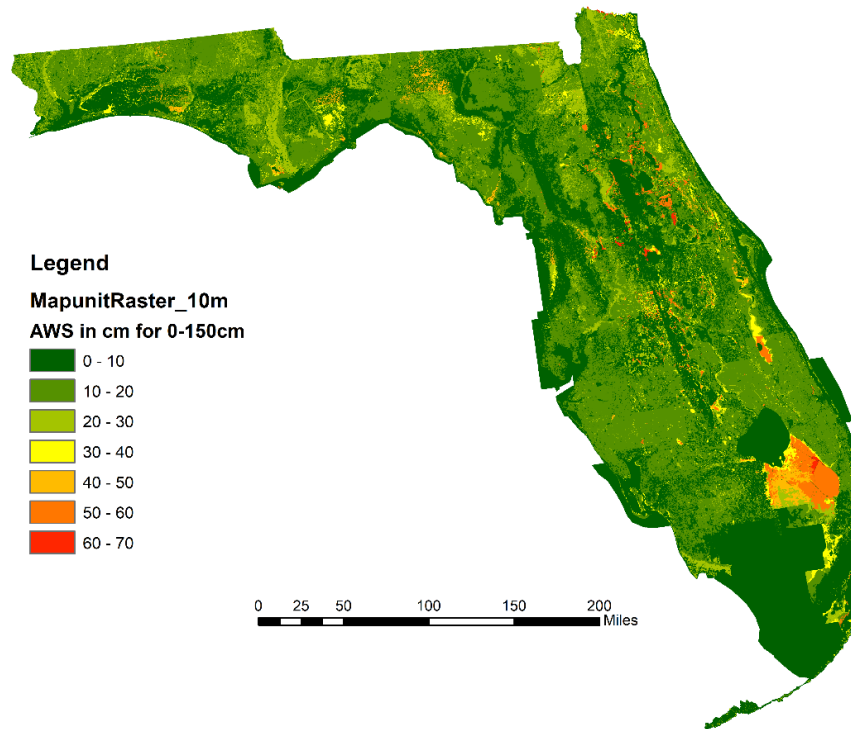 Legend
MapunitRaster_10m
AWS in cm for 0-150cm
0 - 10
10 - 20
20 - 30
30 - 40
40 - 50
50 - 60
60 - 70
0 25 50 100 150 200
Miles